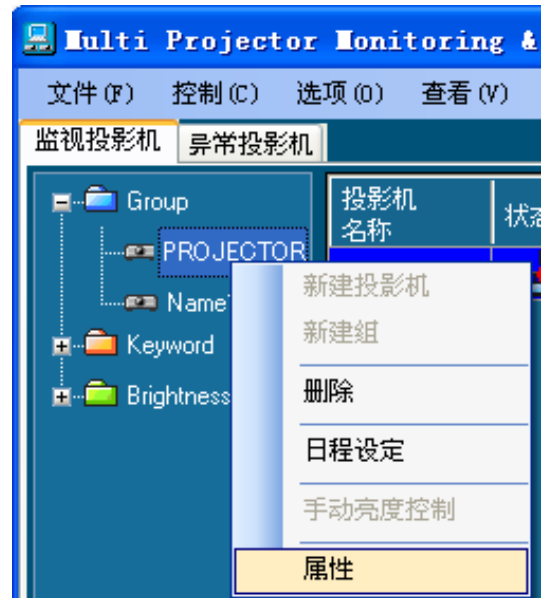 Multi Projector Monitoring &
文件(F) 控制(C) 选项(O) 查看(V)
监视投影机 异常投影机
Group
投影机
名称
PROJECTOR
Name
Keyword
Brightness
新建投影机
新建组
删除
日程设定
手动亮度控制
属性